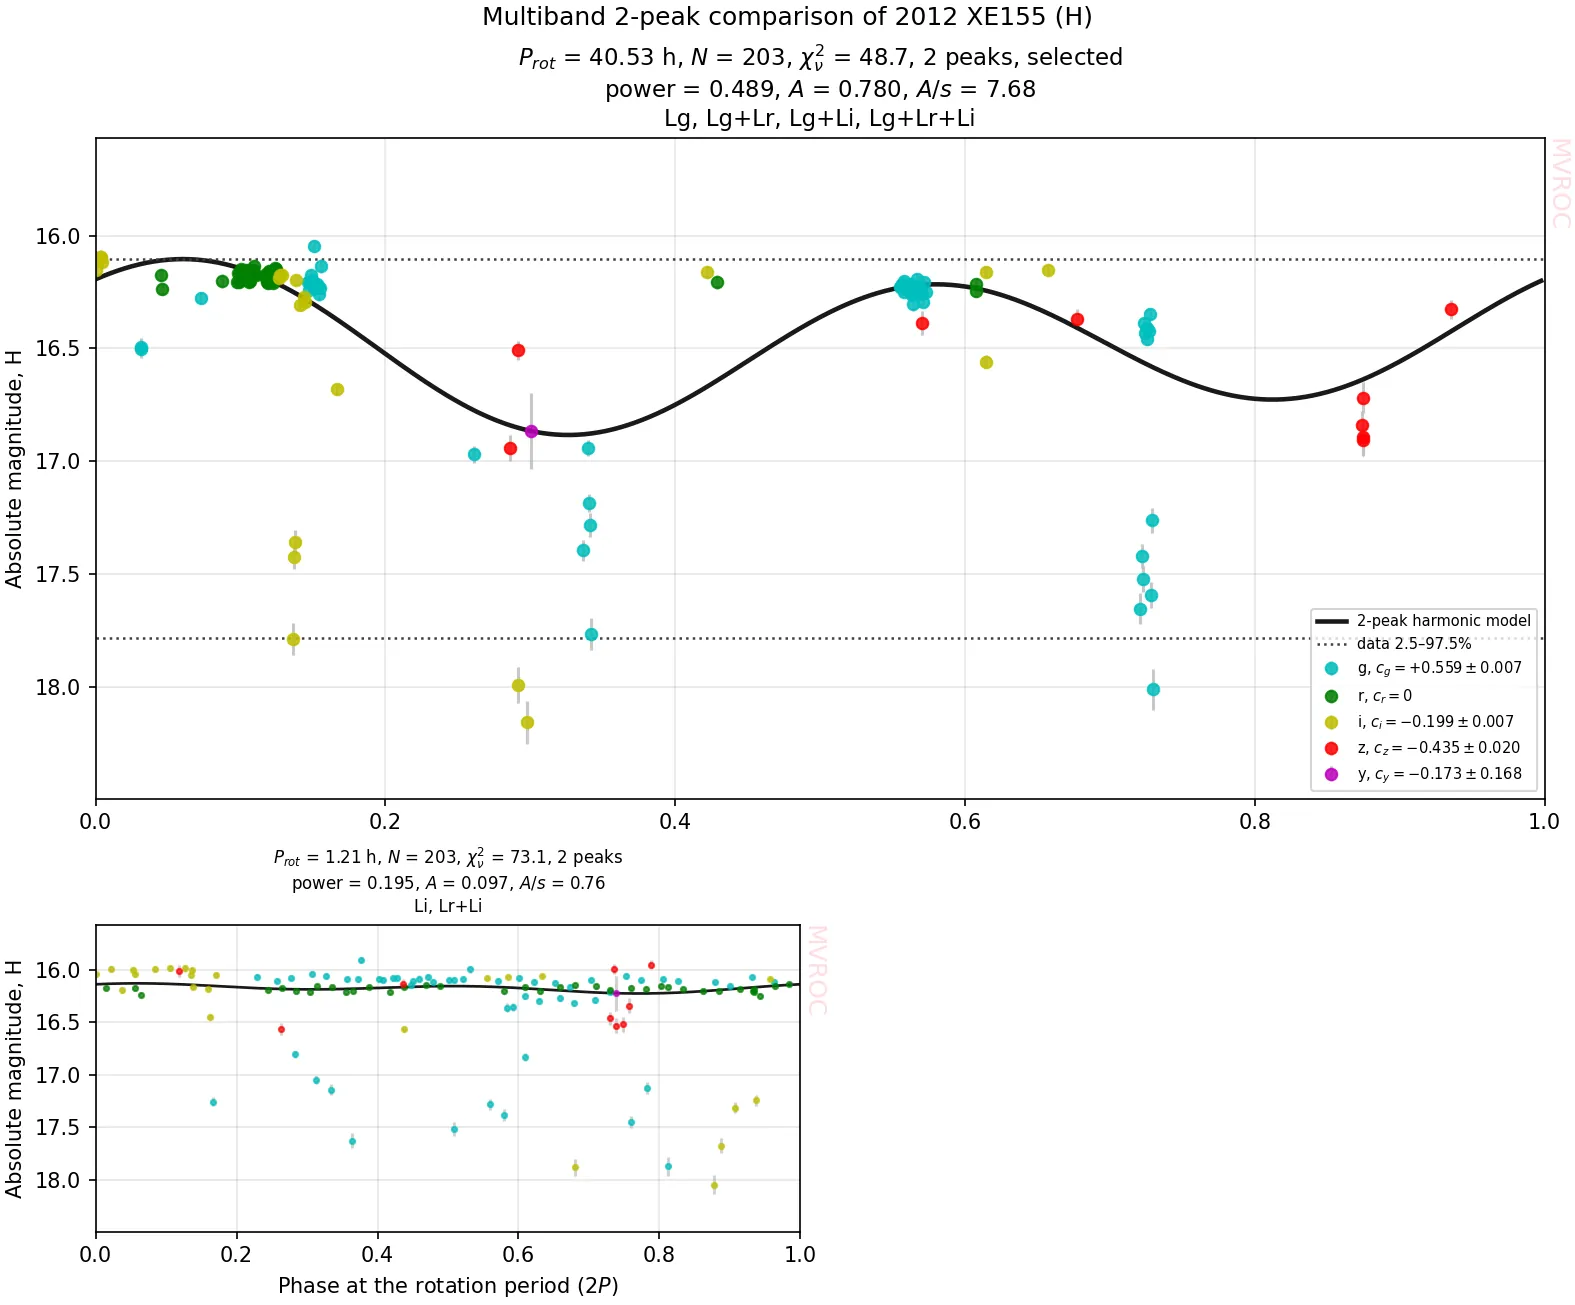 Multiband 2-peak comparison of 2012 XE155 (H)
P_rot = 40.53 h, N = 203, χ²_ν = 48.7, 2 peaks, selected
power = 0.489, A = 0.780, A/s = 7.68
Lg, Lg+Lr, Lg+Li, Lg+Lr+Li
MVROC
Absolute magnitude, H
16.0
16.5
17.0
17.5
18.0
2-peak harmonic model
data 2.5–97.5%
g, c_g = +0.559 ± 0.007
r, c_r = 0
i, c_i = −0.199 ± 0.007
z, c_z = −0.435 ± 0.020
y, c_y = −0.173 ± 0.168
0.0 0.2 0.4 0.6 0.8 1.0
P_rot = 1.21 h, N = 203, χ²_ν = 73.1, 2 peaks
power = 0.195, A = 0.097, A/s = 0.76
Li, Lr+Li
MVROC
Absolute magnitude, H
16.0
16.5
17.0
17.5
18.0
0.0 0.2 0.4 0.6 0.8 1.0
Phase at the rotation period (2P)